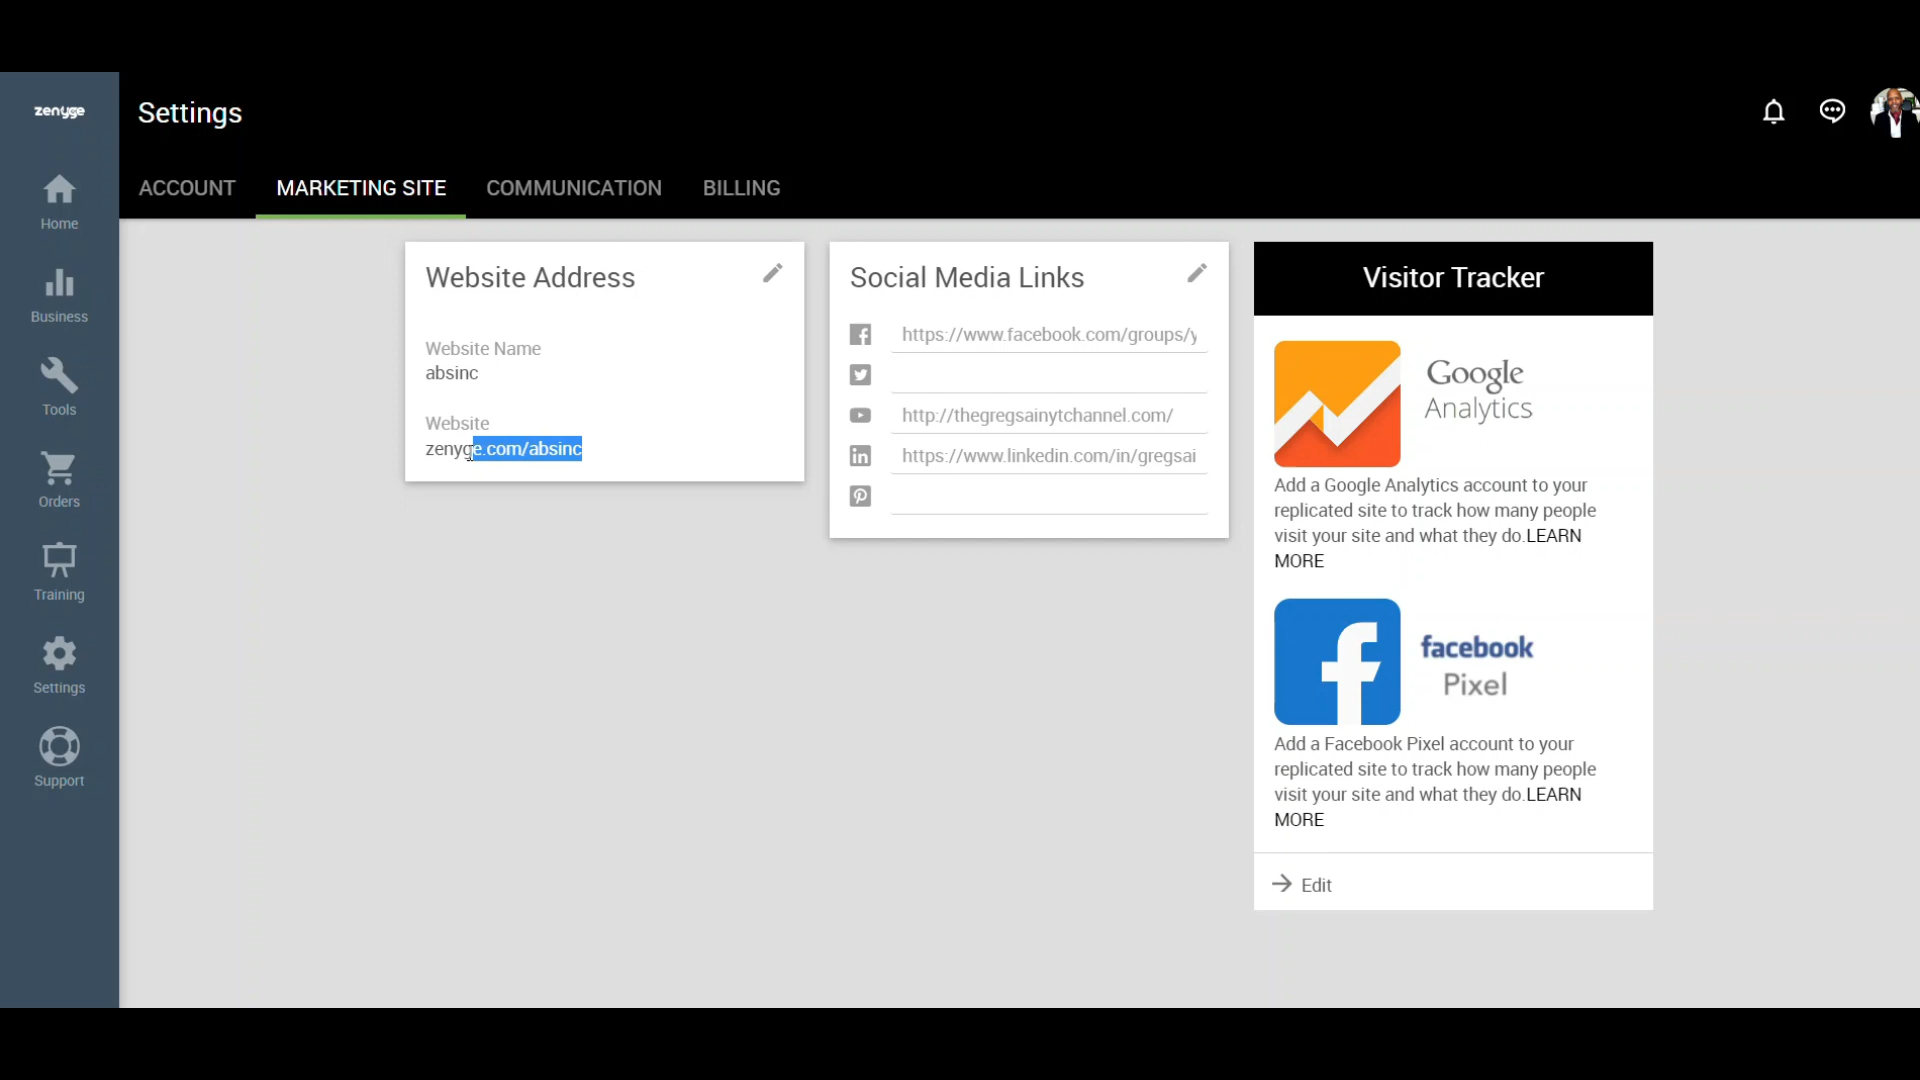 zenyge
Settings
ACCOUNT
MARKETING SITE
COMMUNICATION
BILLING
Home
Business
Tools
Orders
Training
Settings
Support
Website Address
Website Name
absinc
Website
zenyge.com/absinc
Social Media Links
https://www.facebook.com/groups/y
http://thegregsainytchannel.com/
https://www.linkedin.com/in/gregsai
Visitor Tracker
Google
Analytics
Add a Google Analytics account to your
replicated site to track how many people
visit your site and what they do.LEARN
MORE
facebook
Pixel
Add a Facebook Pixel account to your
replicated site to track how many people
visit your site and what they do.LEARN
MORE
Edit